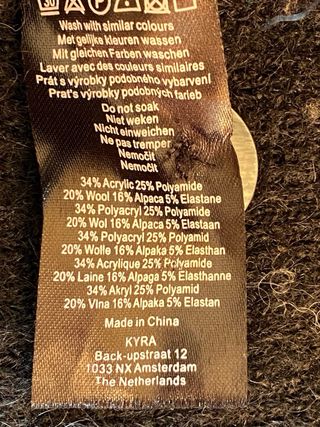 30
P
Wash with similar colours
Met gelijke kleuren wassen
Mit gleichen Farben waschen
Laver avec des couleurs similaires
Prát s výrobky podobného vybarvení
Prat's výrobky podobných farieb
Do not soak
Niet weken
Nicht einweichen
Ne pas tremper
Nemočit
Nemočit
34% Acrylic 25% Polyamide
20% Wool 16% Alpaca 5% Elastane
34% Polyacryl 25% Polyamide
20% Wol 16% Alpaca 5% Elastaan
34% Polyacryl 25% Polyamid
20% Wolle 16% Alpaka 5% Elasthan
34% Acrylique 25% Polyamide
20% Laine 16% Alpaga 5% Elasthanne
34% Akryl 25% Polyamid
20% Vlna 16% Alpaka 5% Elastan
Made in China
KYRA
Back-upstraat 12
1033 NX Amsterdam
The Netherlands